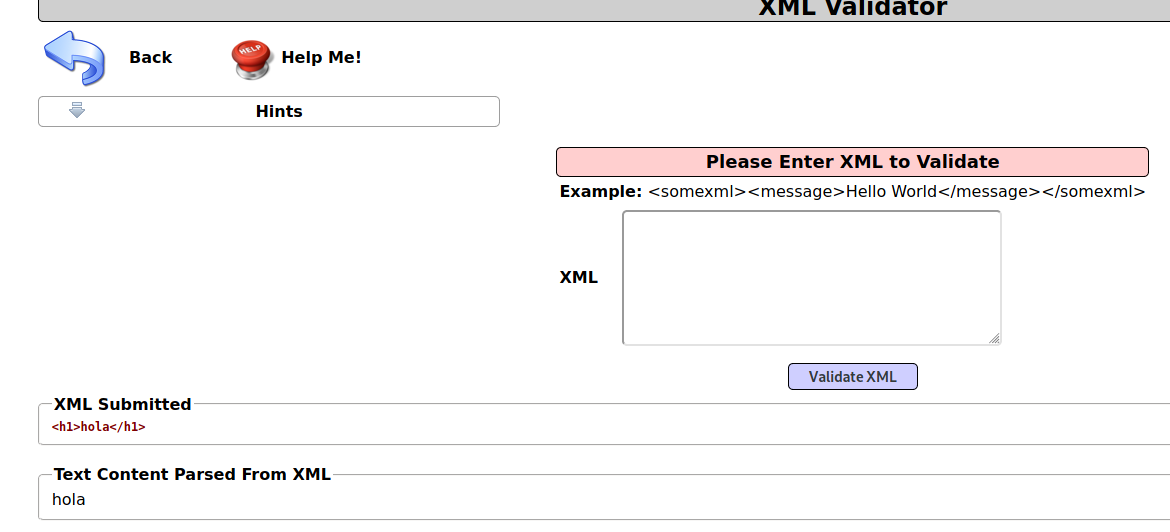 XML Validator
Back
HELP
Help Me!
Hints
Please Enter XML to Validate
Example: <somexml><message>Hello World</message></somexml>
XML
Validate XML
XML Submitted
<h1>hola</h1>
Text Content Parsed From XML
hola